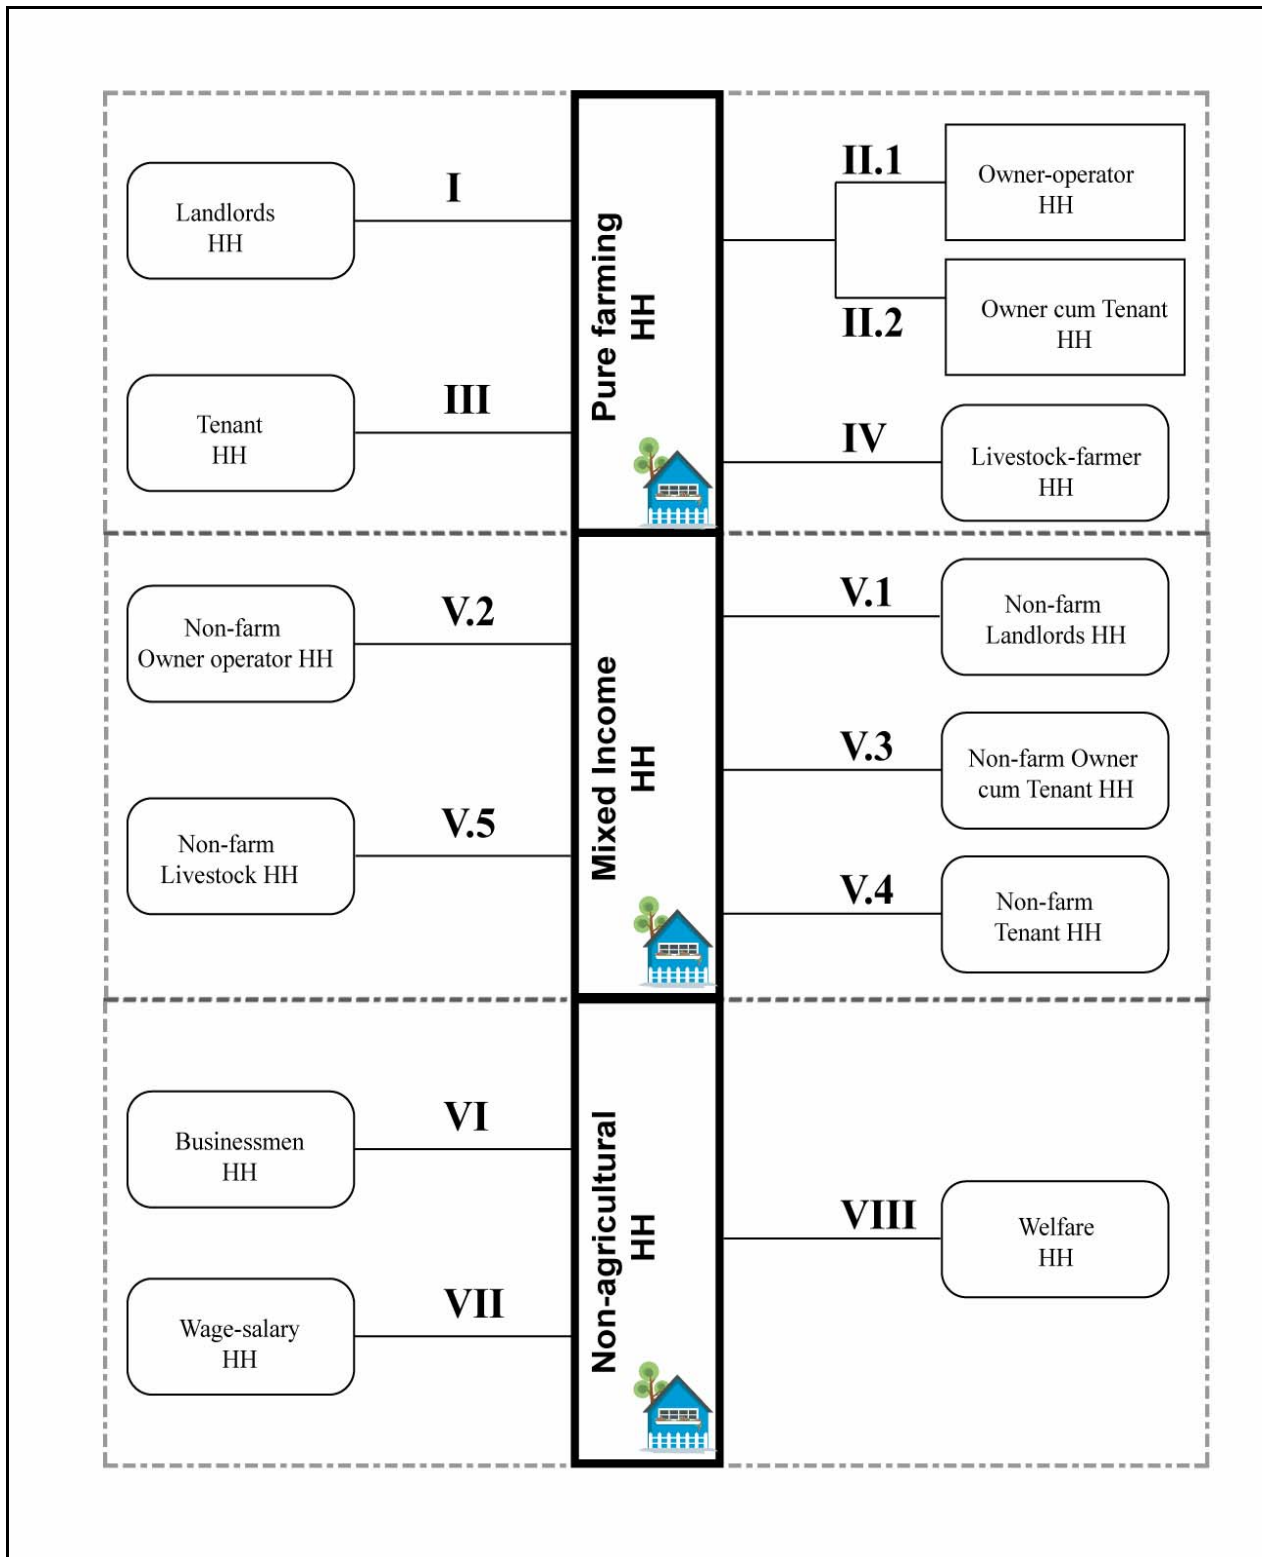 I
Landlords
HH
III
Tenant
HH
Pure farming
HH
II.1
Owner-operator
HH
II.2
Owner cum Tenant
HH
IV
Livestock-farmer
HH
V.2
Non-farm
Owner operator HH
V.5
Non-farm
Livestock HH
Mixed Income
HH
V.1
Non-farm
Landlords HH
V.3
Non-farm Owner
cum Tenant HH
V.4
Non-farm
Tenant HH
VI
Businessmen
HH
VII
Wage-salary
HH
Non-agricultural
HH
VIII
Welfare
HH